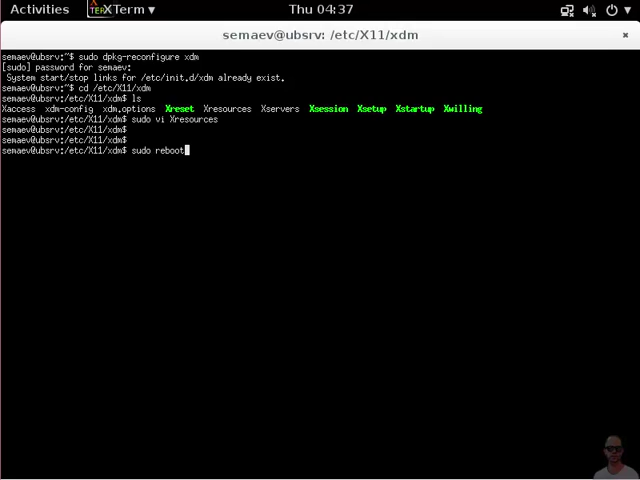 Activities XTerm ▾ Thu 04:37
semaev@ubsrv: /etc/X11/xdm
semaev@ubsrv:~$ sudo dpkg-reconfigure xdm
[sudo] password for semaev:
 System start/stop links for /etc/init.d/xdm already exist.
semaev@ubsrv:~$ cd /etc/X11/xdm
semaev@ubsrv:/etc/X11/xdm$ ls
Xaccess xdm-config xdm.options Xreset Xresources Xservers Xsession Xsetup Xstartup Xwilling
semaev@ubsrv:/etc/X11/xdm$ sudo vi Xresources
semaev@ubsrv:/etc/X11/xdm$
semaev@ubsrv:/etc/X11/xdm$
semaev@ubsrv:/etc/X11/xdm$ sudo reboot